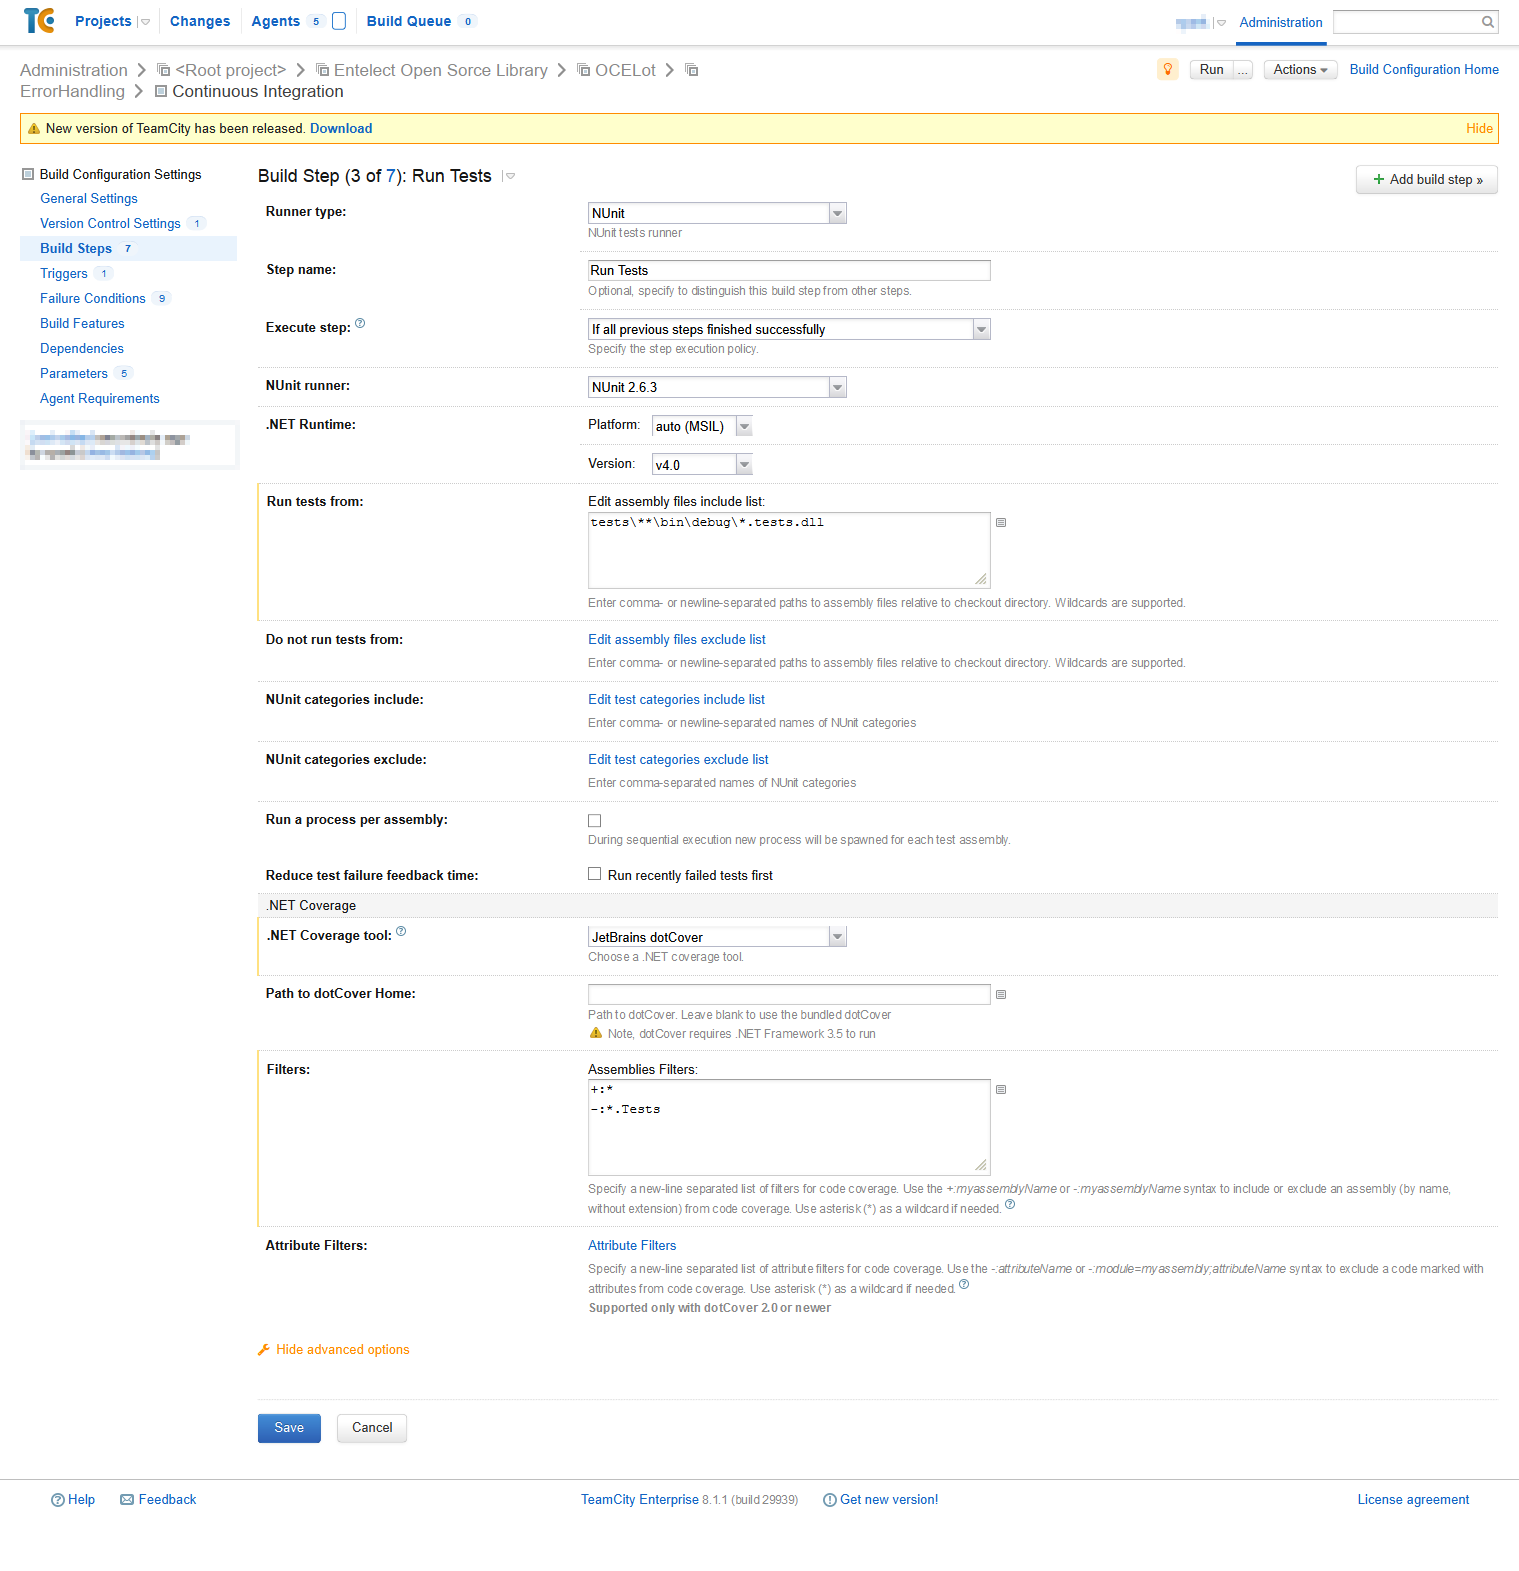 TC Projects Changes Agents 5 Build Queue 0 Administration
Administration <Root project> Entelect Open Sorce Library OCELot
ErrorHandling Continuous Integration
Run ... Actions Build Configuration Home
New version of TeamCity has been released. Download Hide
Build Configuration Settings
General Settings
Version Control Settings 1
Build Steps 7
Triggers 1
Failure Conditions 9
Build Features
Dependencies
Parameters 5
Agent Requirements
Build Step (3 of 7): Run Tests
+ Add build step »
Runner type: NUnit
NUnit tests runner
Step name: Run Tests
Optional, specify to distinguish this build step from other steps.
Execute step: If all previous steps finished successfully
Specify the step execution policy.
NUnit runner: NUnit 2.6.3
.NET Runtime: Platform: auto (MSIL)
Version: v4.0
Run tests from: Edit assembly files include list:
tests\**\bin\debug\*.tests.dll
Enter comma- or newline-separated paths to assembly files relative to checkout directory. Wildcards are supported.
Do not run tests from: Edit assembly files exclude list
Enter comma- or newline-separated paths to assembly files relative to checkout directory. Wildcards are supported.
NUnit categories include: Edit test categories include list
Enter comma- or newline-separated names of NUnit categories
NUnit categories exclude: Edit test categories exclude list
Enter comma-separated names of NUnit categories
Run a process per assembly:
During sequential execution new process will be spawned for each test assembly.
Reduce test failure feedback time: Run recently failed tests first
.NET Coverage
.NET Coverage tool: JetBrains dotCover
Choose a .NET coverage tool.
Path to dotCover Home:
Path to dotCover. Leave blank to use the bundled dotCover
Note, dotCover requires .NET Framework 3.5 to run
Filters: Assemblies Filters:
+:*
-:*.Tests
Specify a new-line separated list of filters for code coverage. Use the +:myassemblyName or -:myassemblyName syntax to include or exclude an assembly (by name,
without extension) from code coverage. Use asterisk (*) as a wildcard if needed.
Attribute Filters: Attribute Filters
Specify a new-line separated list of attribute filters for code coverage. Use the -:attributeName or -:module=myassembly;attributeName syntax to exclude a code marked with
attributes from code coverage. Use asterisk (*) as a wildcard if needed.
Supported only with dotCover 2.0 or newer
Hide advanced options
Save Cancel
Help Feedback TeamCity Enterprise 8.1.1 (build 29939) Get new version! License agreement